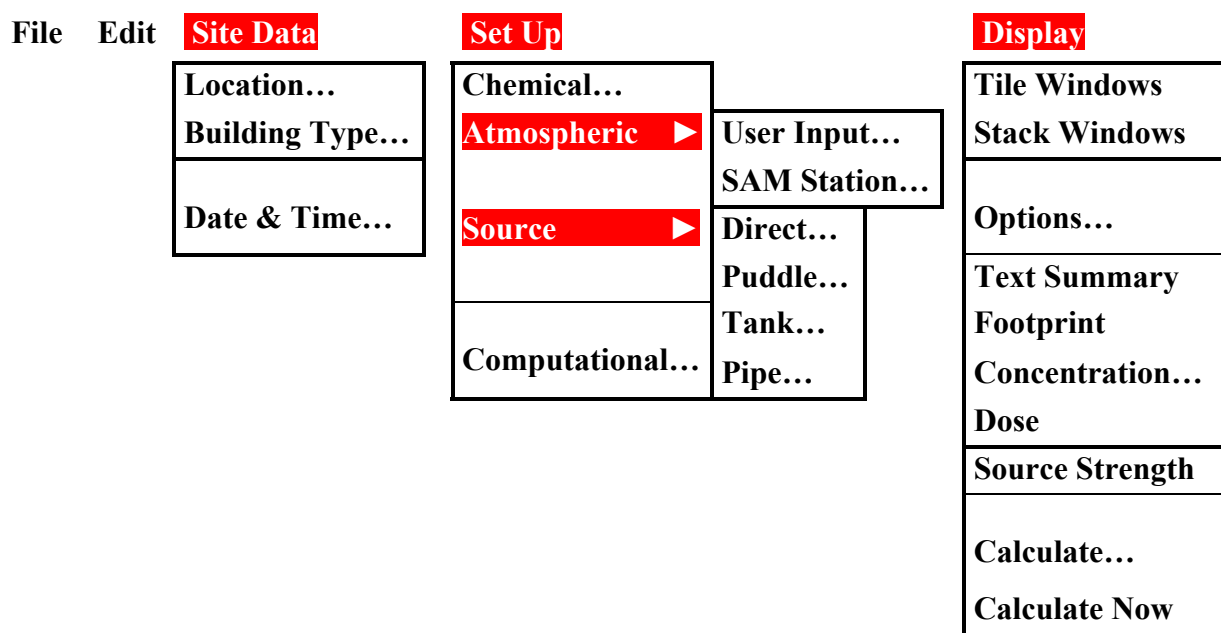 File Edit Site Data Set Up Display
Location…
Building Type…
Date & Time…
Chemical…
Atmospheric ►
Source ►
Computational…
User Input…
SAM Station…
Direct…
Puddle…
Tank…
Pipe…
Tile Windows
Stack Windows
Options…
Text Summary
Footprint
Concentration…
Dose
Source Strength
Calculate…
Calculate Now